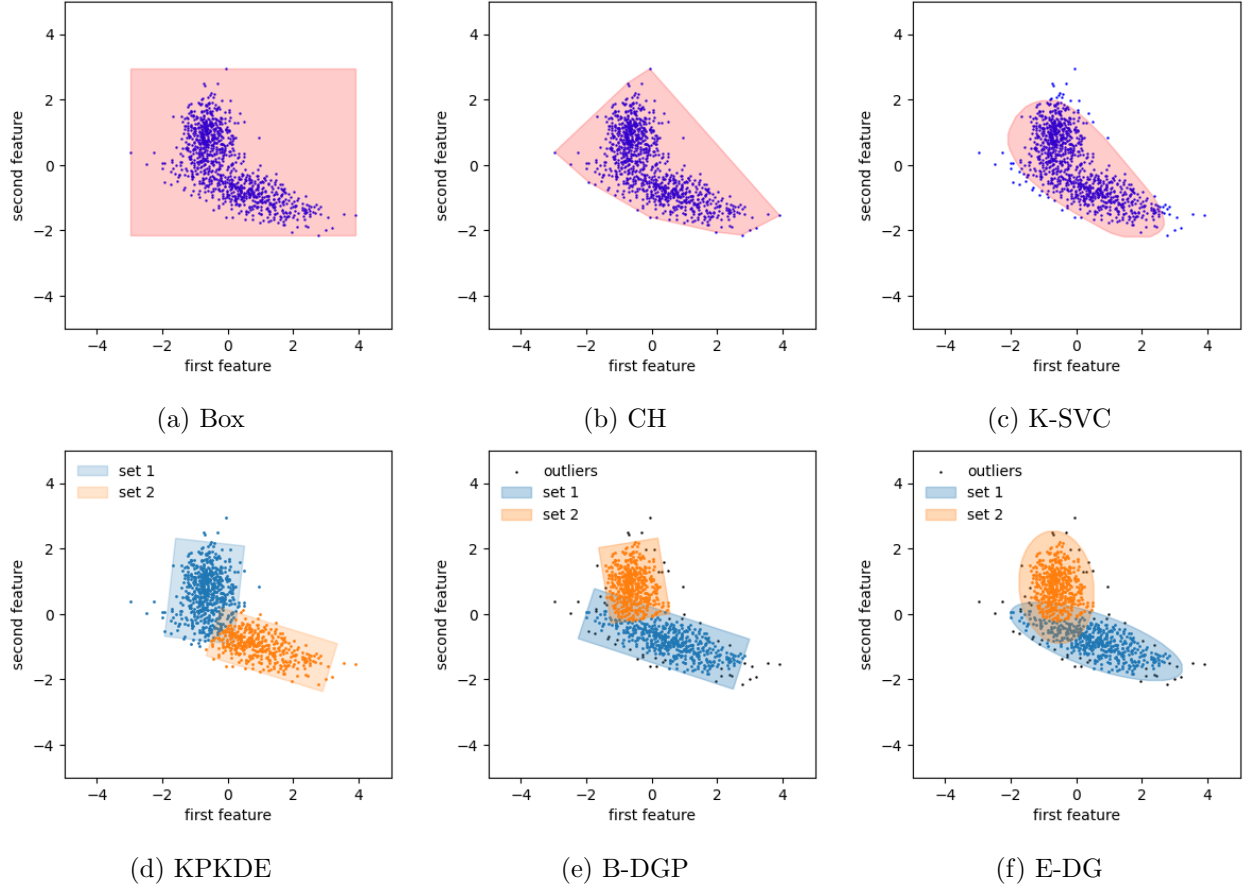 4
2
0
−2
−4
second feature
−4
−2
0
2
4
first feature
(a) Box
4
2
0
−2
−4
second feature
−4
−2
0
2
4
first feature
(b) CH
4
2
0
−2
−4
second feature
−4
−2
0
2
4
first feature
(c) K-SVC
set 1
set 2
4
2
0
−2
−4
second feature
−4
−2
0
2
4
first feature
(d) KPKDE
outliers
set 1
set 2
4
2
0
−2
−4
second feature
−4
−2
0
2
4
first feature
(e) B-DGP
outliers
set 1
set 2
4
2
0
−2
−4
second feature
−4
−2
0
2
4
first feature
(f) E-DG